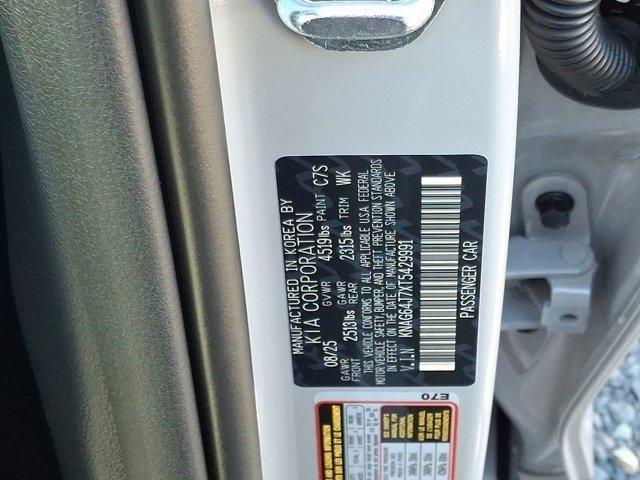 MANUFACTURED IN KOREA BY
KIA CORPORATION
08/25 GVWR 4519lbs PAINT C7S
GAWR FRONT 2513lbs GAWR REAR 2315lbs TRIM WK
THIS VEHICLE CONFORMS TO ALL APPLICABLE U.S.A. FEDERAL
MOTOR VEHICLE SAFETY, BUMPER, AND THEFT PREVENTION STANDARDS
IN EFFECT ON THE DATE OF MANUFACTURE SHOWN ABOVE
V.I.N KNAG64J7XT5429991
PASSENGER CAR
E70